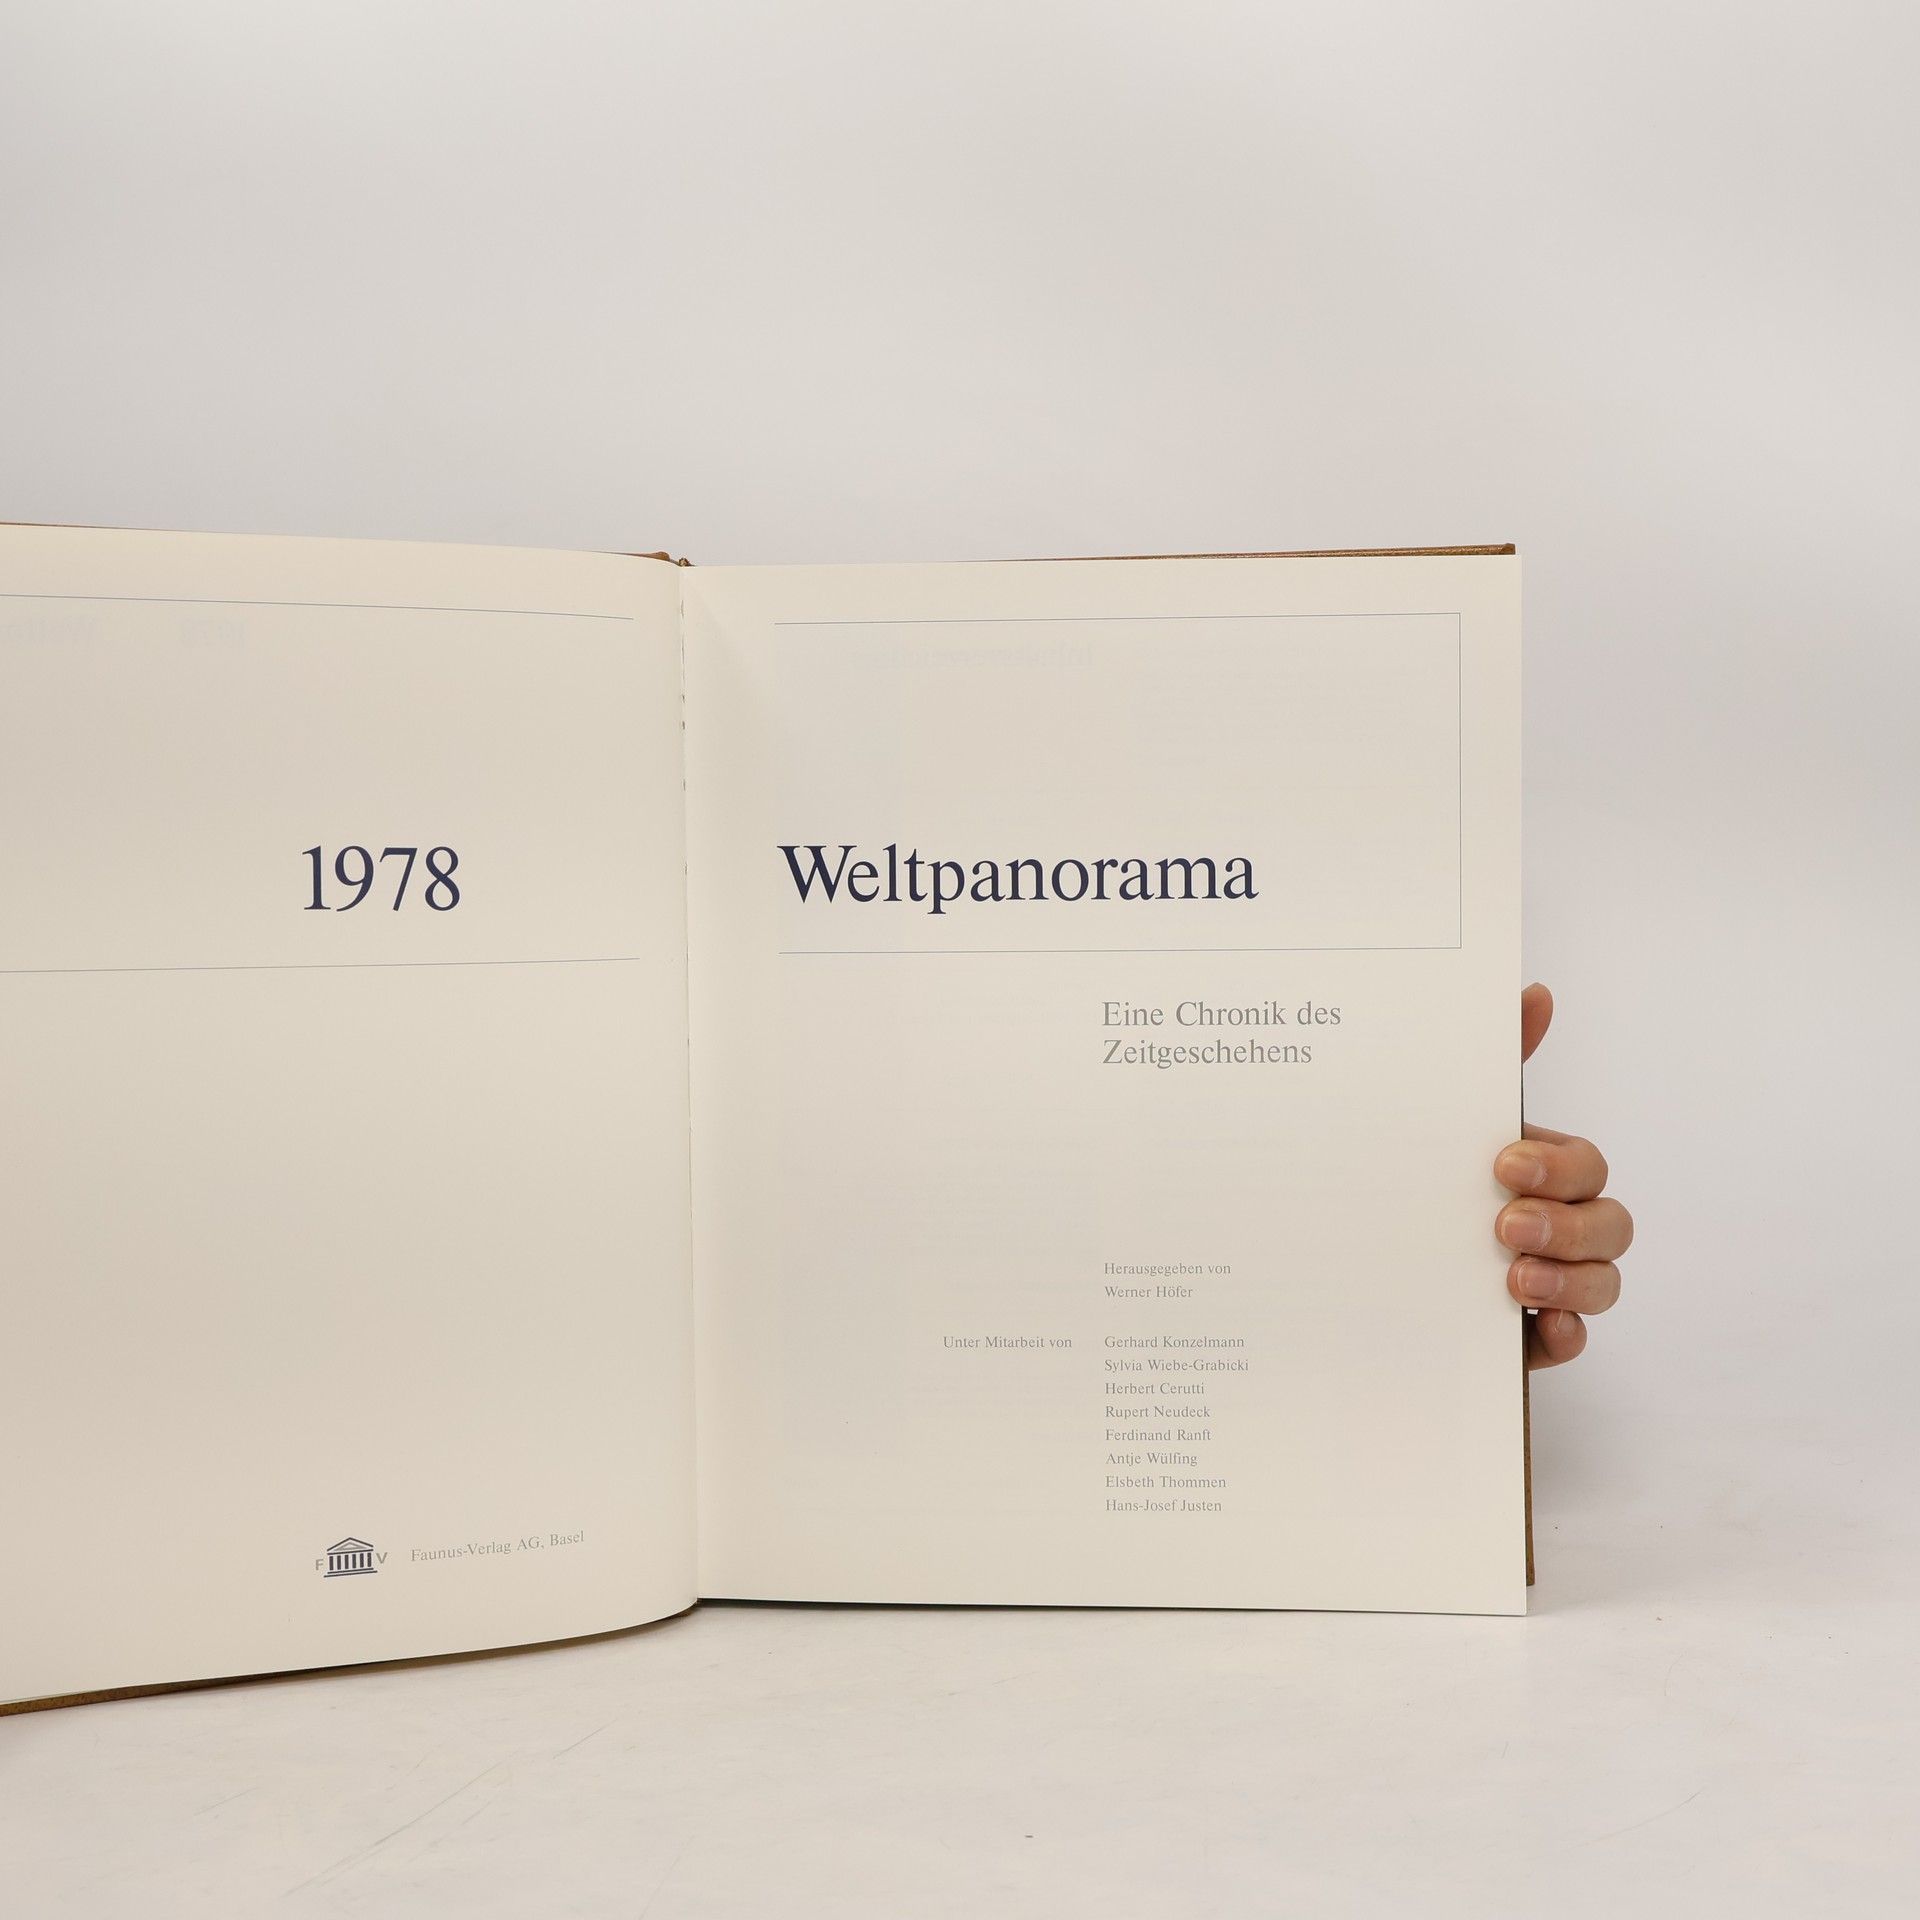 1978
F V Faunus-Verlag AG, Basel
Weltpanorama
Eine Chronik des
Zeitgeschehens
Herausgegeben von
Werner Höfer
Unter Mitarbeit von Gerhard Konzelmann
Sylvia Wiebe-Grabicki
Herbert Cerutti
Rupert Neudeck
Ferdinand Ranft
Antje Wülfing
Elsbeth Thommen
Hans-Josef Justen